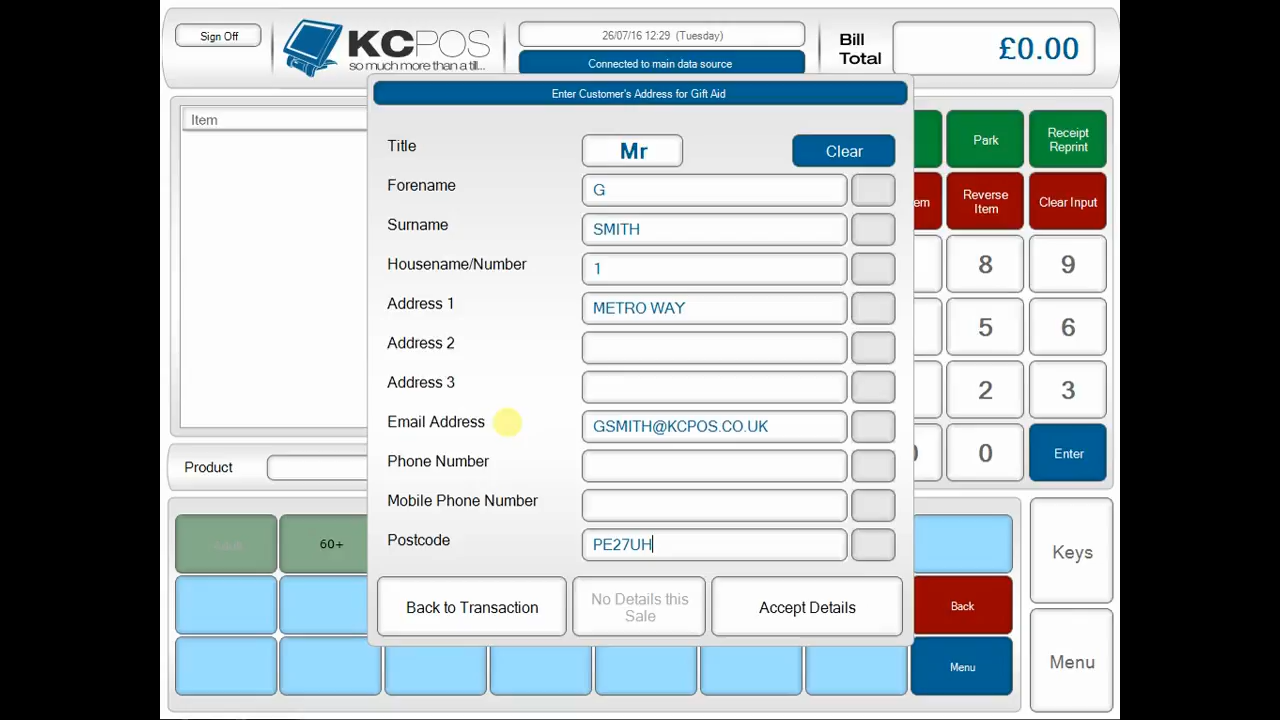 Sign Off
KCPOS
so much more than a till...
26/07/16 12:29 (Tuesday)
Connected to main data source
Bill
Total
£0.00
Enter Customer's Address for Gift Aid
Item
Title
Mr
Clear
Forename
G
Surname
SMITH
Housename/Number
1
Address 1
METRO WAY
Address 2
Address 3
Email Address
GSMITH@KCPOS.CO.UK
Phone Number
Mobile Phone Number
Postcode
PE27UH
Back to Transaction
No Details this
Sale
Accept Details
Park
Receipt
Reprint
Reverse
Item
Clear Input
8
9
5
6
2
3
0
Enter
Product
60+
Keys
Back
Menu
Menu